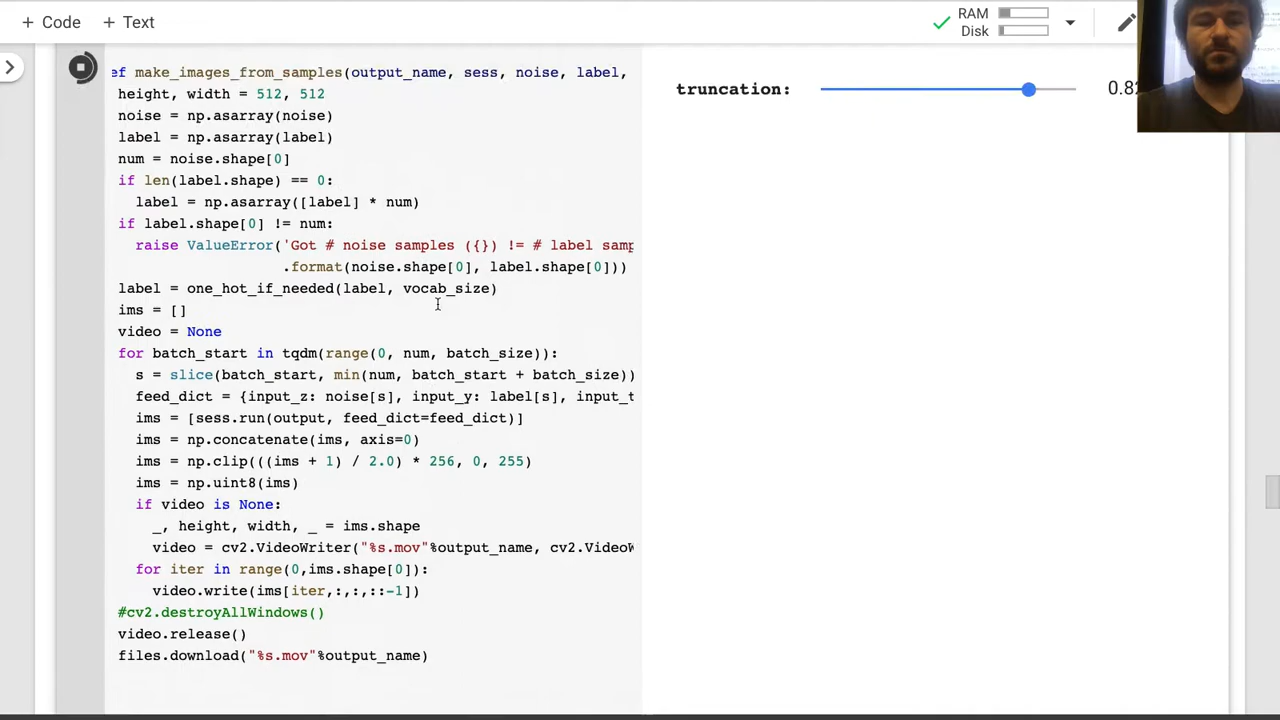 + Code + Text
RAM
Disk
ef make_images_from_samples(output_name, sess, noise, label,
height, width = 512, 512
noise = np.asarray(noise)
label = np.asarray(label)
num = noise.shape[0]
if len(label.shape) == 0:
label = np.asarray([label] * num)
if label.shape[0] != num:
raise ValueError('Got # noise samples ({}) != # label samp
.format(noise.shape[0], label.shape[0]))
label = one_hot_if_needed(label, vocab_size)
ims = []
video = None
for batch_start in tqdm(range(0, num, batch_size)):
s = slice(batch_start, min(num, batch_start + batch_size))
feed_dict = {input_z: noise[s], input_y: label[s], input_t
ims = [sess.run(output, feed_dict=feed_dict)]
ims = np.concatenate(ims, axis=0)
ims = np.clip(((ims + 1) / 2.0) * 256, 0, 255)
ims = np.uint8(ims)
if video is None:
_, height, width, _ = ims.shape
video = cv2.VideoWriter("%s.mov"%output_name, cv2.VideoW
for iter in range(0,ims.shape[0]):
video.write(ims[iter,:,:,::-1])
#cv2.destroyAllWindows()
video.release()
files.download("%s.mov"%output_name)
truncation:
0.82